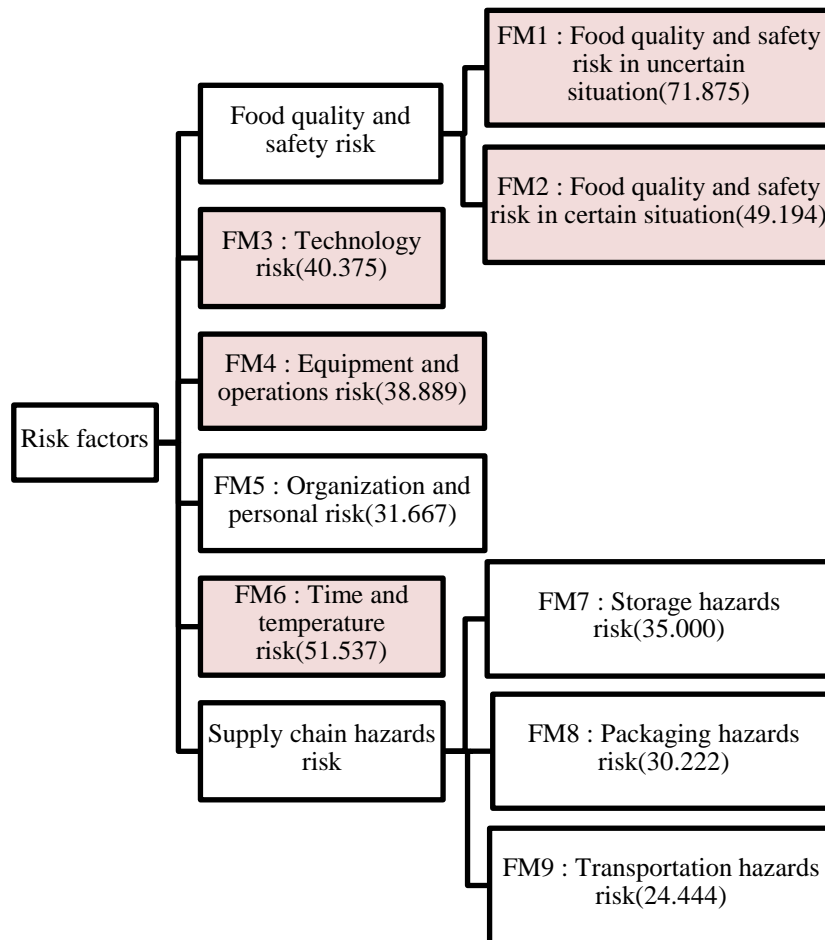 Risk factors
Food quality and
safety risk
FM1 : Food quality and safety
risk in uncertain
situation(71.875)
FM2 : Food quality and safety
risk in certain situation(49.194)
FM3 : Technology
risk(40.375)
FM4 : Equipment and
operations risk(38.889)
FM5 : Organization and
personal risk(31.667)
FM6 : Time and
temperature
risk(51.537)
Supply chain hazards
risk
FM7 : Storage hazards
risk(35.000)
FM8 : Packaging hazards
risk(30.222)
FM9 : Transportation hazards
risk(24.444)